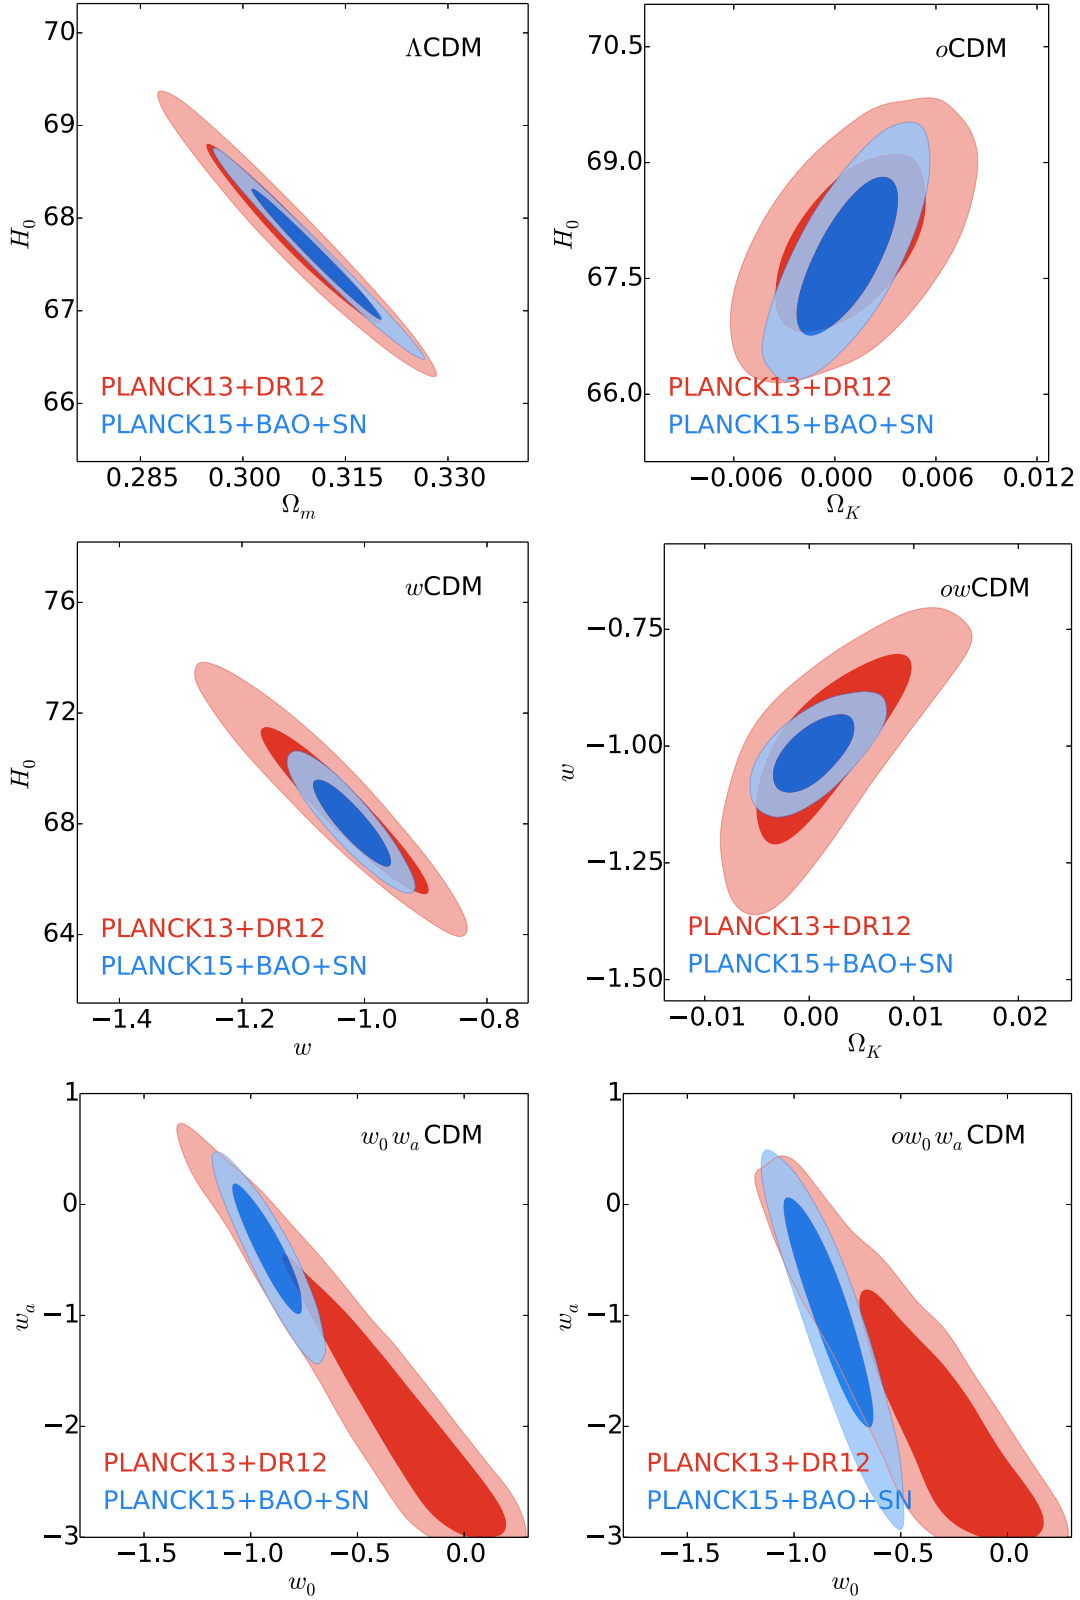 70
69
68
67
66
H₀
ΛCDM
PLANCK13+DR12
PLANCK15+BAO+SN
0.285 0.300 0.315 0.330
Ωₘ
70.5
69.0
67.5
66.0
H₀
oCDM
PLANCK13+DR12
PLANCK15+BAO+SN
−0.006 0.000 0.006 0.012
Ω_K
76
72
68
64
H₀
wCDM
PLANCK13+DR12
PLANCK15+BAO+SN
−1.4 −1.2 −1.0 −0.8
w
−0.75
−1.00
−1.25
−1.50
w
owCDM
PLANCK13+DR12
PLANCK15+BAO+SN
−0.01 0.00 0.01 0.02
Ω_K
1
0
−1
−2
−3
wₐ
w₀wₐCDM
PLANCK13+DR12
PLANCK15+BAO+SN
−1.5 −1.0 −0.5 0.0
w₀
1
0
−1
−2
−3
wₐ
ow₀wₐCDM
PLANCK13+DR12
PLANCK15+BAO+SN
−1.5 −1.0 −0.5 0.0
w₀